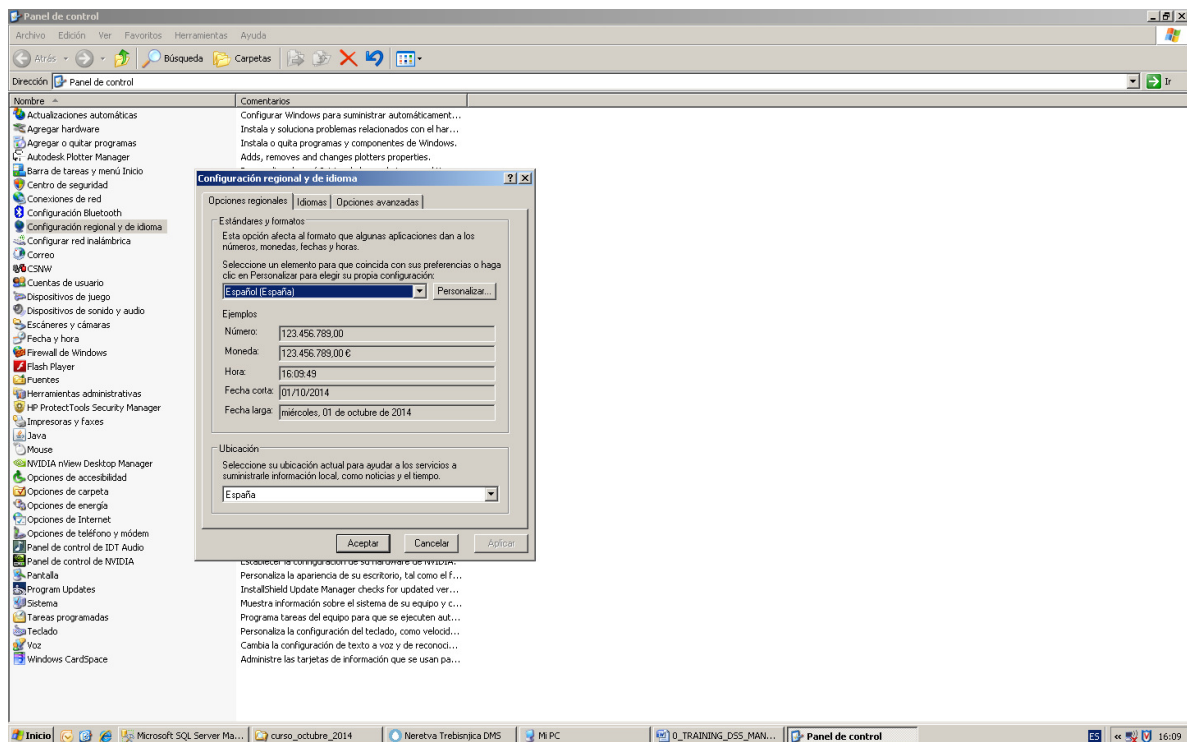 Panel de control
Archivo Edición Ver Favoritos Herramientas Ayuda
Atrás Búsqueda Carpetas
Dirección Panel de control Ir
Nombre Comentarios
Actualizaciones automáticas Configurar Windows para suministrar automáticament...
Agregar hardware Instala y soluciona problemas relacionados con el har...
Agregar o quitar programas Instala o quita programas y componentes de Windows.
Autodesk Plotter Manager Adds, removes and changes plotters properties.
Barra de tareas y menú Inicio
Centro de seguridad
Conexiones de red
Configuración Bluetooth
Configuración regional y de idioma
Configurar red inalámbrica
Correo
CSNW
Cuentas de usuario
Dispositivos de juego
Dispositivos de sonido y audio
Escáneres y cámaras
Fecha y hora
Firewall de Windows
Flash Player
Fuentes
Herramientas administrativas
HP ProtectTools Security Manager
Impresoras y faxes
Java
Mouse
NVIDIA nView Desktop Manager
Opciones de accesibilidad
Opciones de carpeta
Opciones de energía
Opciones de Internet
Opciones de teléfono y módem
Panel de control de IDT Audio
Panel de control de NVIDIA Establecer la configuración de su hardware de NVIDIA.
Pantalla Personaliza la apariencia de su escritorio, tal como el f...
Program Updates InstallShield Update Manager checks for updated ver...
Sistema Muestra información sobre el sistema de su equipo y c...
Tareas programadas Programa tareas del equipo para que se ejecuten aut...
Teclado Personaliza la configuración del teclado, como velocid...
Voz Cambia la configuración de texto a voz y de reconoci...
Windows CardSpace Administre las tarjetas de información que se usan pa...
Configuración regional y de idioma
Opciones regionales Idiomas Opciones avanzadas
Estándares y formatos
Esta opción afecta al formato que algunas aplicaciones dan a los
números, monedas, fechas y horas.
Seleccione un elemento para que coincida con sus preferencias o haga
clic en Personalizar para elegir su propia configuración:
Español (España) Personalizar...
Ejemplos
Número: 123.456.789,00
Moneda: 123.456.789,00 €
Hora: 16:09:49
Fecha corta: 01/10/2014
Fecha larga: miércoles, 01 de octubre de 2014
Ubicación
Seleccione su ubicación actual para ayudar a los servicios a
suministrarle información local, como noticias y el tiempo.
España
Aceptar Cancelar Aplicar
Inicio Microsoft SQL Server Ma... curso_octubre_2014 Neretva Trebisnjica DMS Mi PC 0_TRAINING_DSS_MAN... Panel de control ES « 16:09